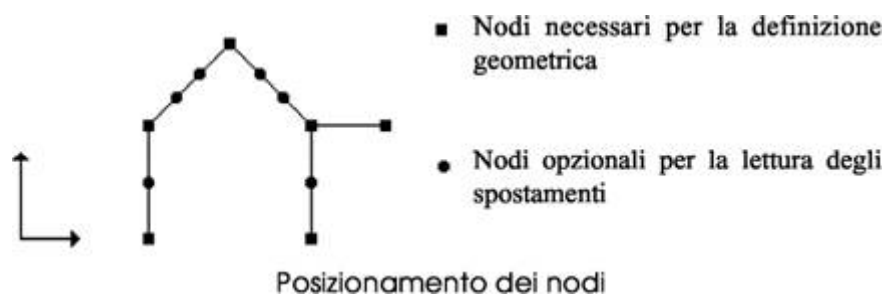 Nodi necessari per la definizione
geometrica
Nodi opzionali per la lettura degli
spostamenti
Posizionamento dei nodi